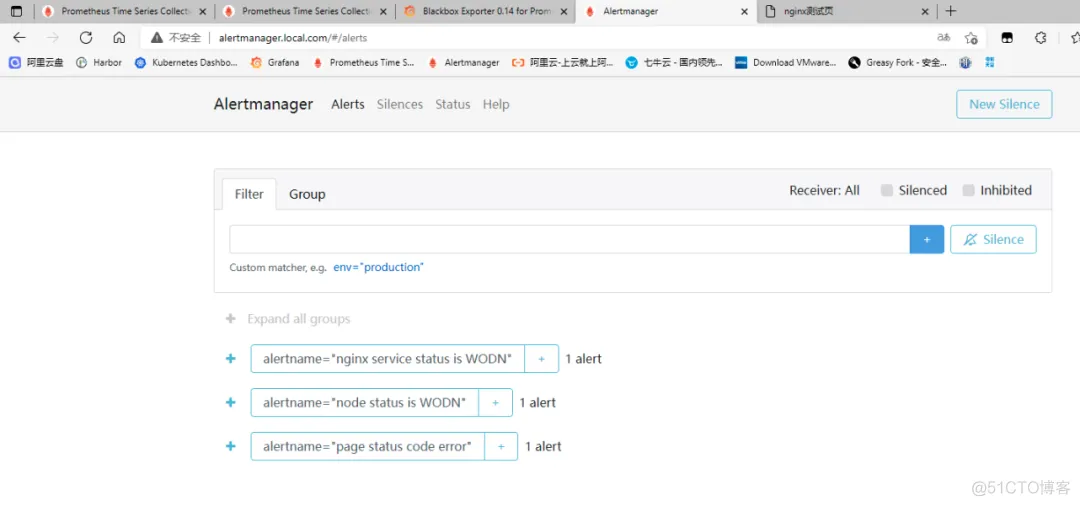 Prometheus Time Series Collecti
Prometheus Time Series Collecti
Blackbox Exporter 0.14 for Prom
Alertmanager
nginx测试页
不安全 alertmanager.local.com/#/alerts
阿里云盘 Harbor Kubernetes Dashbo... Grafana Prometheus Time S... Alertmanager 阿里云-上云就上阿... 七牛云 - 国内领先... Download VMware... Greasy Fork - 安全...
Alertmanager Alerts Silences Status Help New Silence
Filter Group Receiver: All Silenced Inhibited
+ Silence
Custom matcher, e.g. env="production"
+ Expand all groups
+ alertname="nginx service status is WODN" + 1 alert
+ alertname="node status is WODN" + 1 alert
+ alertname="page status code error" + 1 alert
@51CTO博客